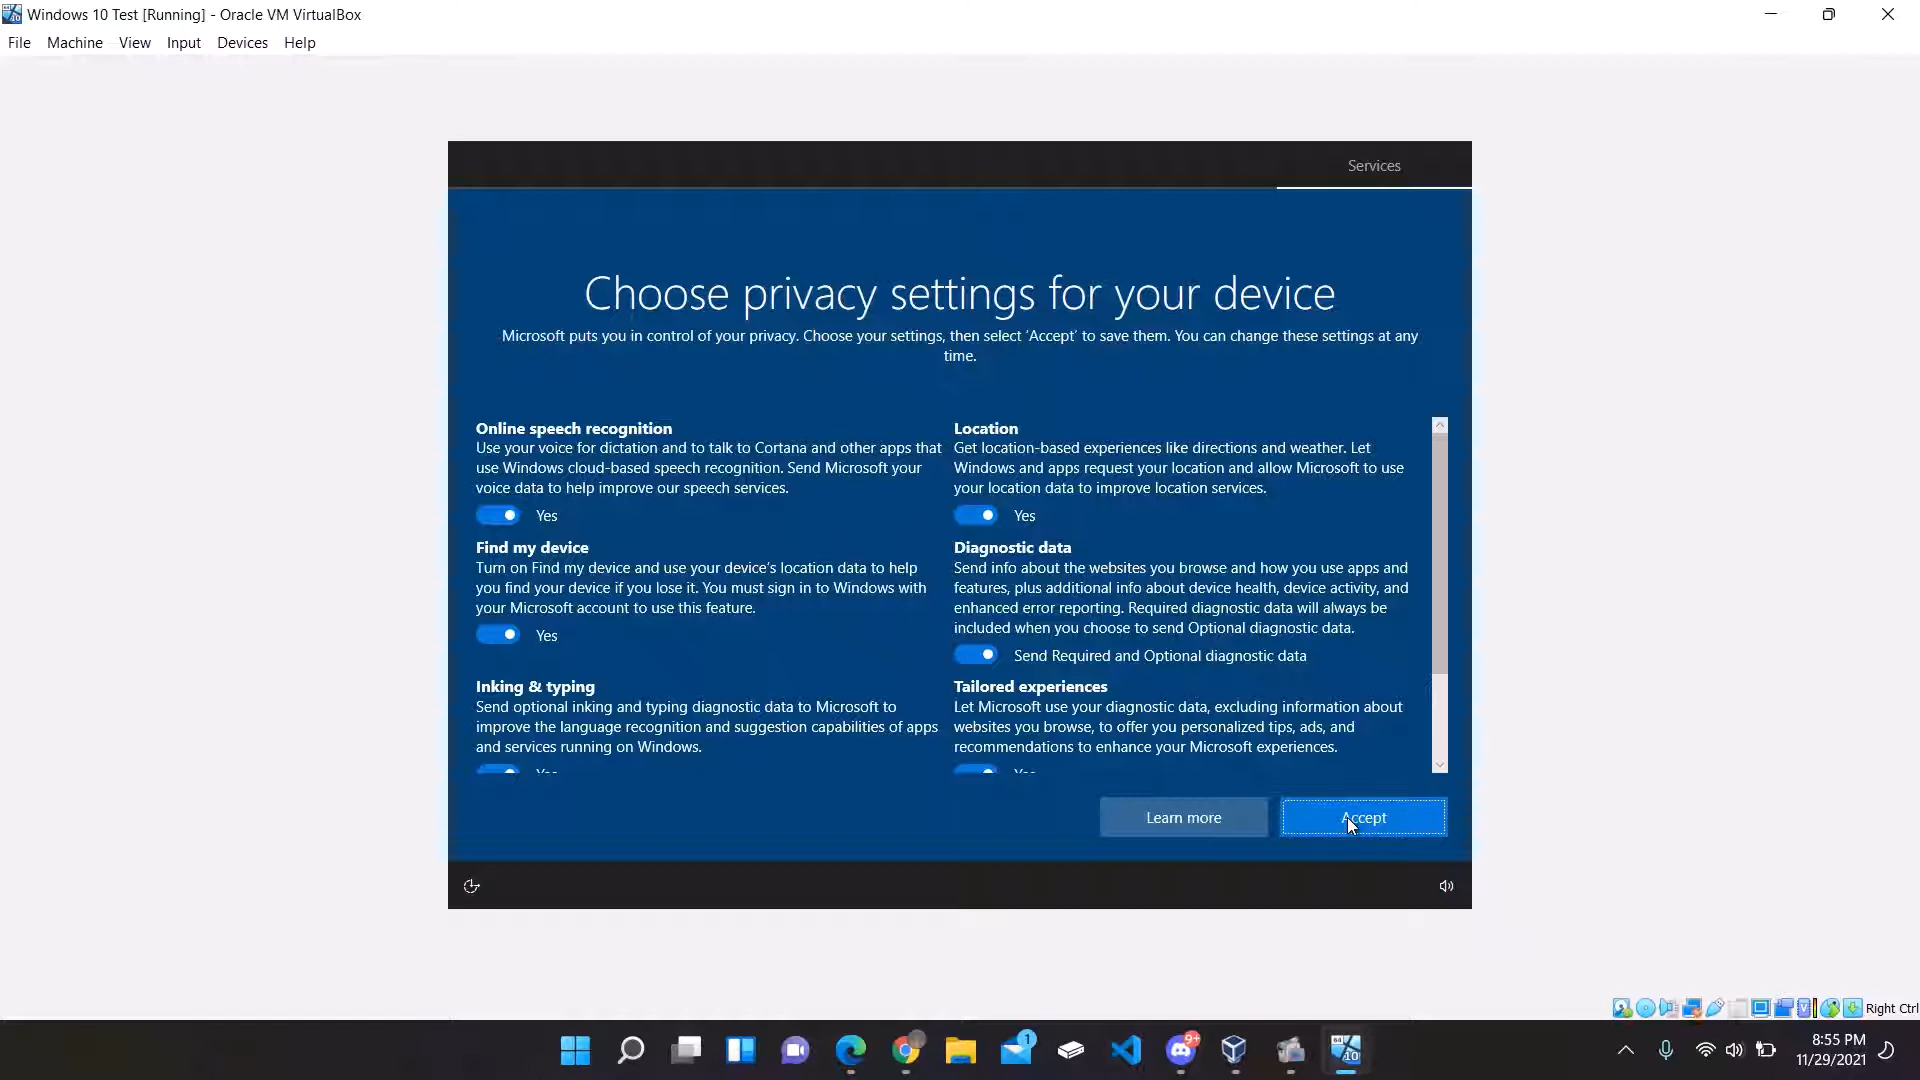 Windows 10 Test [Running] - Oracle VM VirtualBox
File Machine View Input Devices Help
Services
Choose privacy settings for your device
Microsoft puts you in control of your privacy. Choose your settings, then select 'Accept' to save them. You can change these settings at any
time.
Online speech recognition
Use your voice for dictation and to talk to Cortana and other apps that
use Windows cloud-based speech recognition. Send Microsoft your
voice data to help improve our speech services.
Yes
Location
Get location-based experiences like directions and weather. Let
Windows and apps request your location and allow Microsoft to use
your location data to improve location services.
Yes
Find my device
Turn on Find my device and use your device's location data to help
you find your device if you lose it. You must sign in to Windows with
your Microsoft account to use this feature.
Yes
Diagnostic data
Send info about the websites you browse and how you use apps and
features, plus additional info about device health, device activity, and
enhanced error reporting. Required diagnostic data will always be
included when you choose to send Optional diagnostic data.
Send Required and Optional diagnostic data
Inking & typing
Send optional inking and typing diagnostic data to Microsoft to
improve the language recognition and suggestion capabilities of apps
and services running on Windows.
Yes
Tailored experiences
Let Microsoft use your diagnostic data, excluding information about
websites you browse, to offer you personalized tips, ads, and
recommendations to enhance your Microsoft experiences.
Yes
Learn more
Accept
Right Ctrl
1
9+
64
10
8:55 PM
11/29/2021